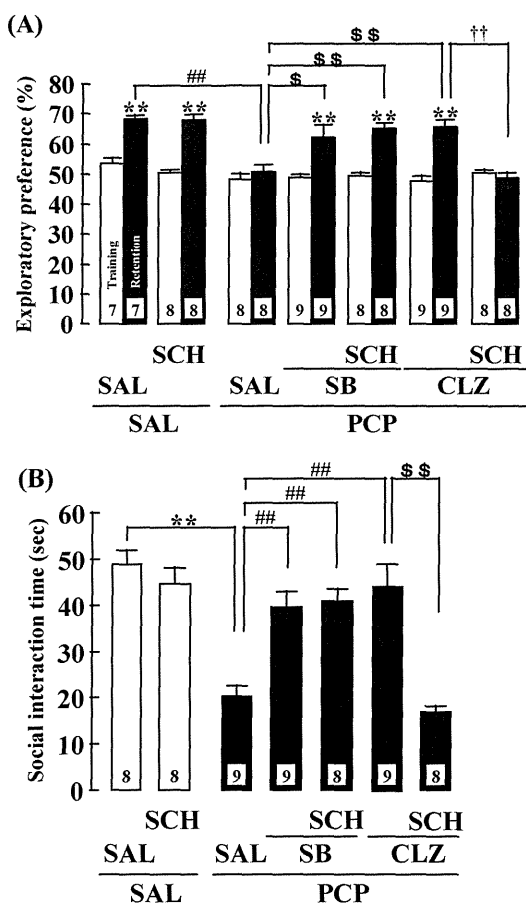 (A)
$ $ ††
## $ $
$
** ** ** ** **
Exploratory preference (%)
80
70
60
50
40
30
20
10
0
Training
Retention
7 7 8 8 8 8 9 9 8 8 9 9 8 8
SCH SCH SCH
SAL SAL SB CLZ
SAL PCP
(B)
## $ $
##
** ##
Social interaction time (sec)
60
50
40
30
20
10
0
8 8 9 9 8 9 8
SCH SCH SCH
SAL SAL SB CLZ
SAL PCP